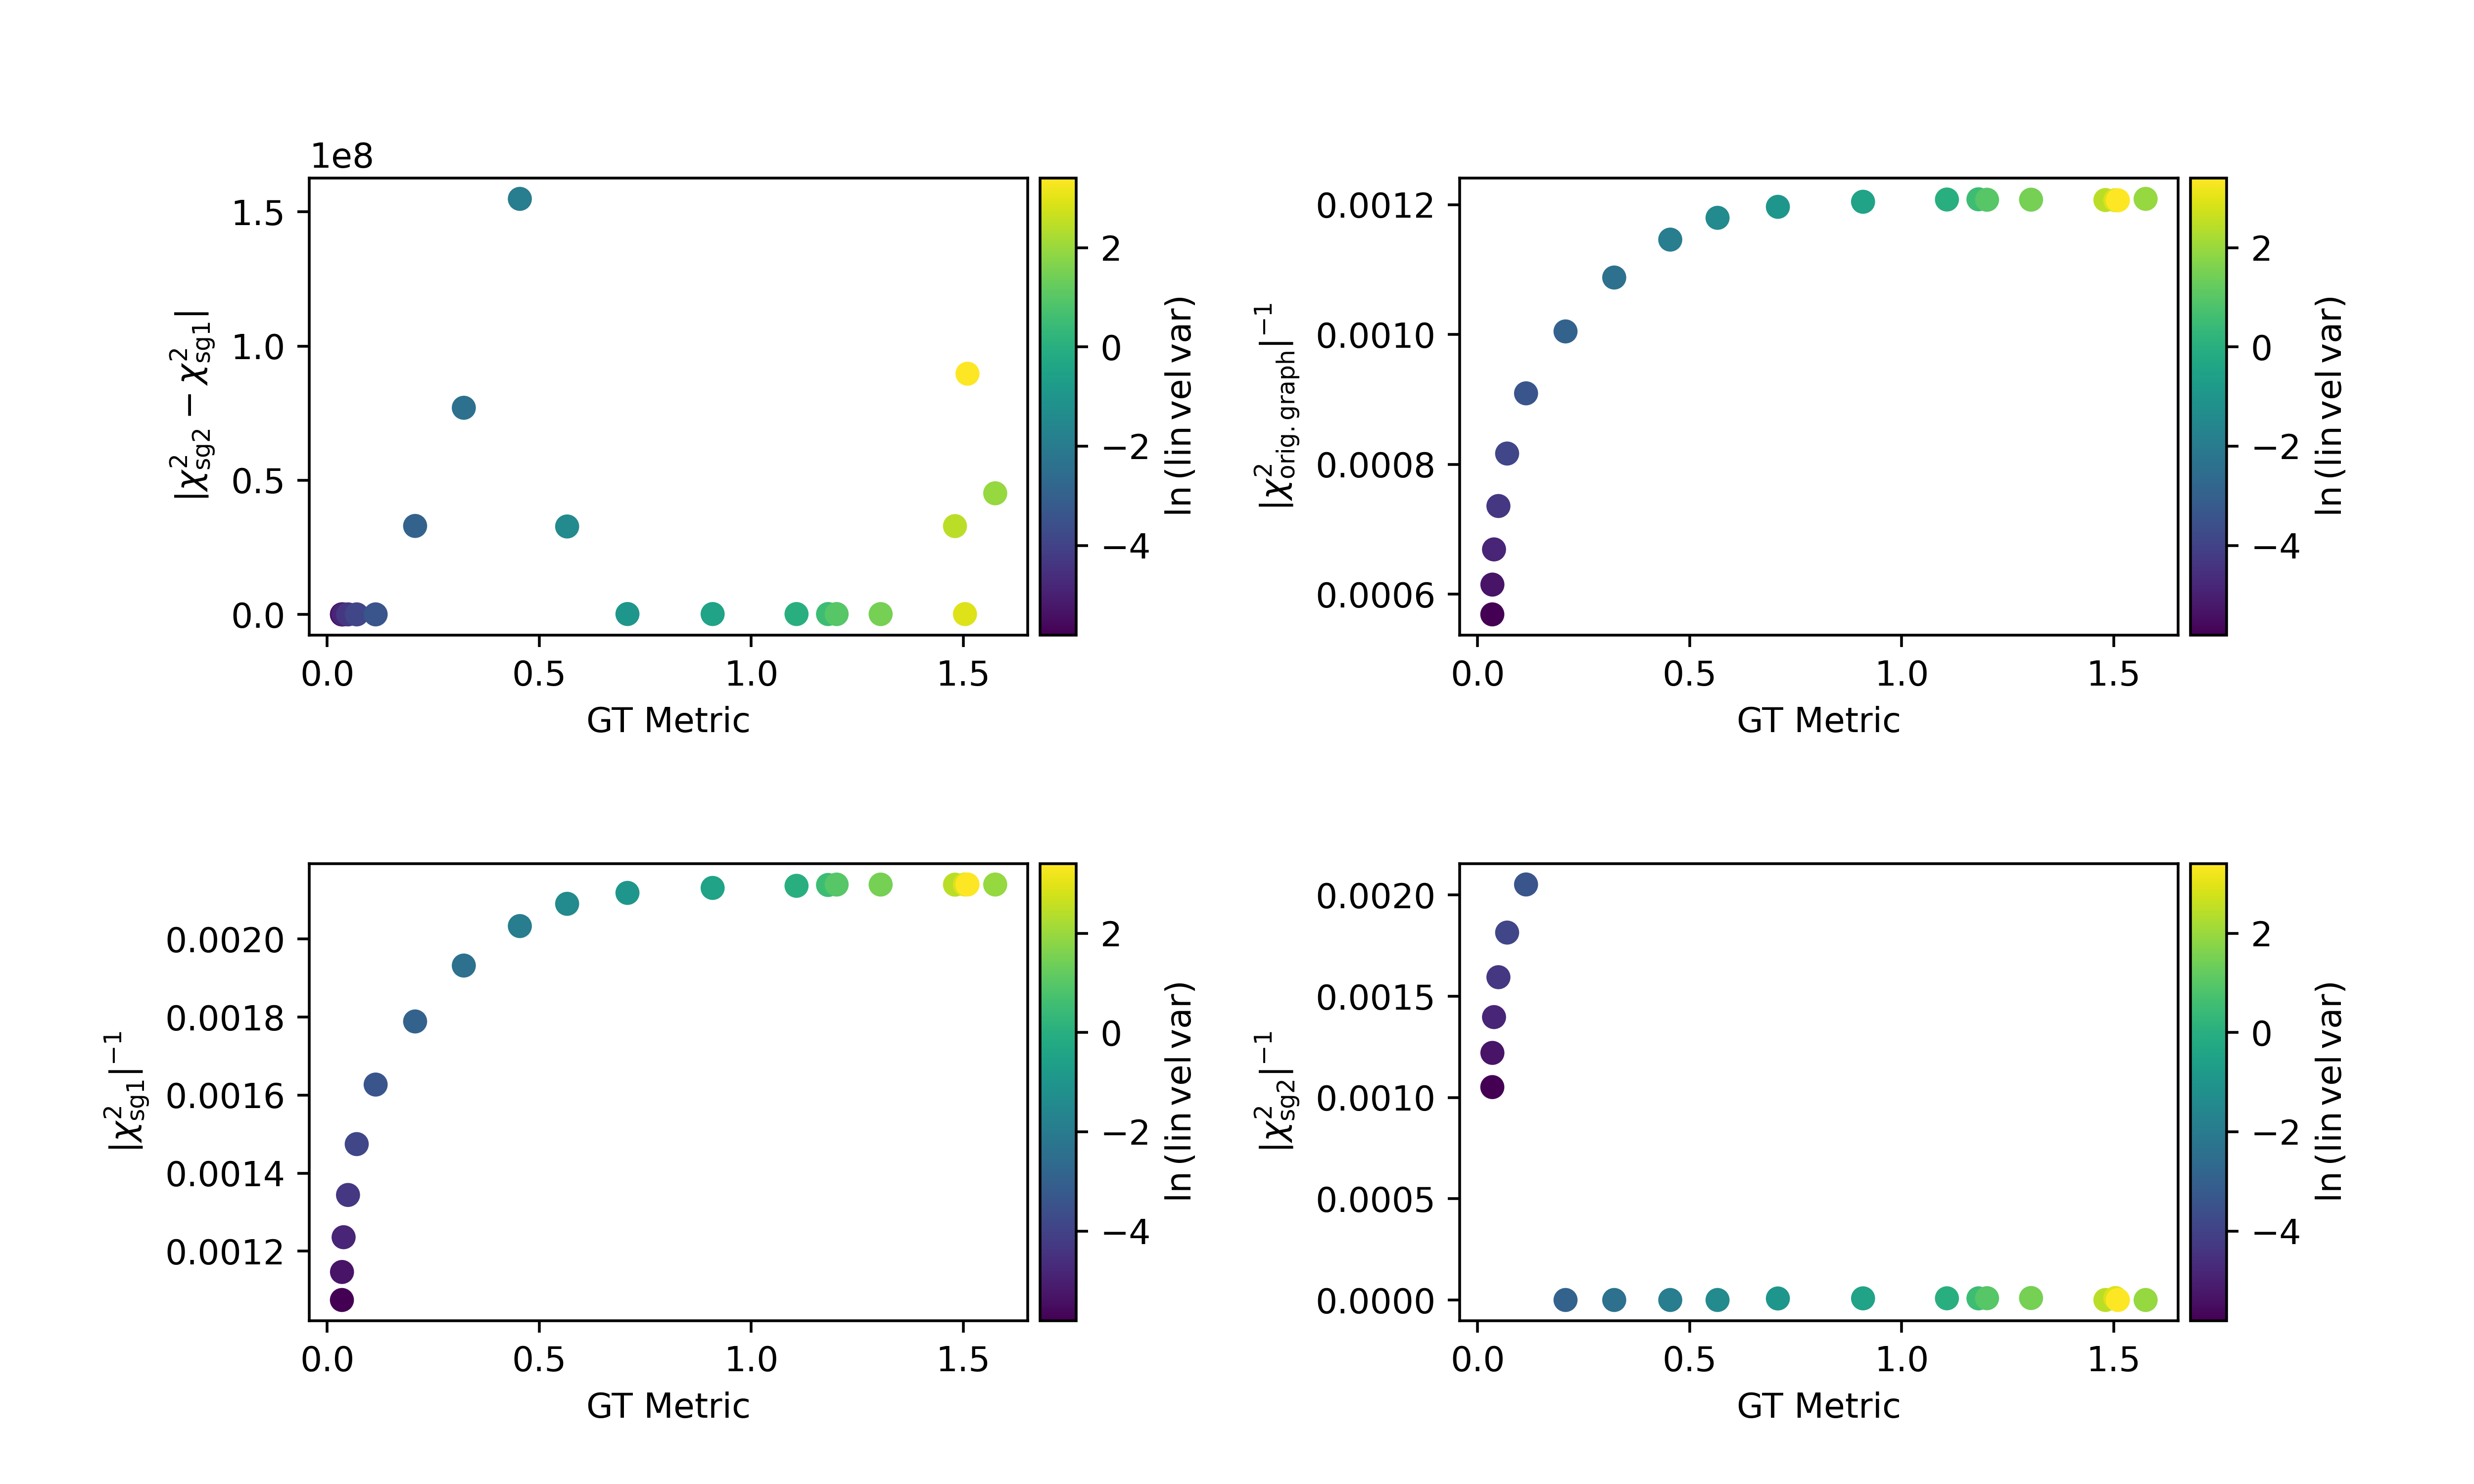 1e8
1.5
1.0
0.5
0.0
|χ²sg2 − χ²sg1|
0.0 0.5 1.0 1.5
GT Metric
2
0
−2
−4
ln (lin vel var)
0.0012
0.0010
0.0008
0.0006
|χ²orig. graph|⁻¹
0.0 0.5 1.0 1.5
GT Metric
2
0
−2
−4
ln (lin vel var)
0.0020
0.0018
0.0016
0.0014
0.0012
|χ²sg1|⁻¹
0.0 0.5 1.0 1.5
GT Metric
2
0
−2
−4
ln (lin vel var)
0.0020
0.0015
0.0010
0.0005
0.0000
|χ²sg2|⁻¹
0.0 0.5 1.0 1.5
GT Metric
2
0
−2
−4
ln (lin vel var)